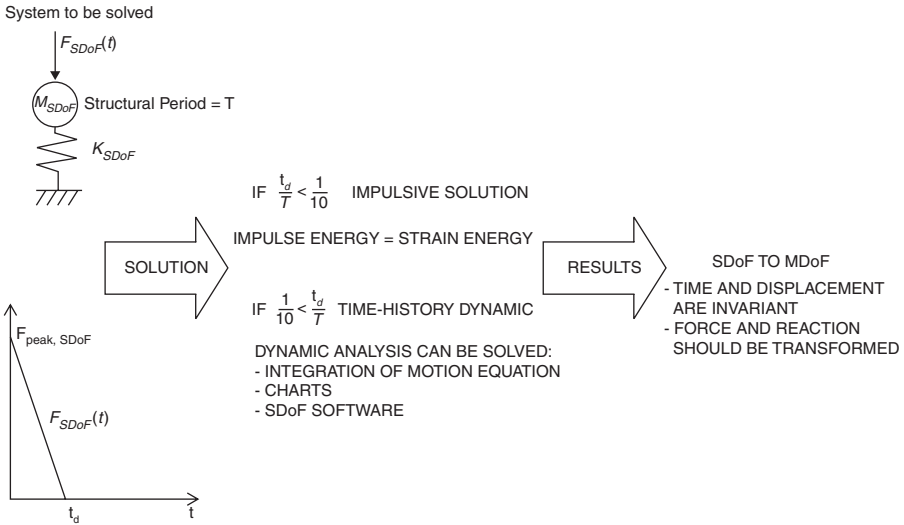 System to be solved
F_SDoF(t)
M_SDoF
Structural Period = T
K_SDoF
F_peak, SDoF
F_SDoF(t)
t_d
t
SOLUTION
IF t_d/T < 1/10 IMPULSIVE SOLUTION
IMPULSE ENERGY = STRAIN ENERGY
IF 1/10 < t_d/T TIME-HISTORY DYNAMIC
DYNAMIC ANALYSIS CAN BE SOLVED:
- INTEGRATION OF MOTION EQUATION
- CHARTS
- SDoF SOFTWARE
RESULTS
SDoF TO MDoF
- TIME AND DISPLACEMENT
ARE INVARIANT
- FORCE AND REACTION
SHOULD BE TRANSFORMED